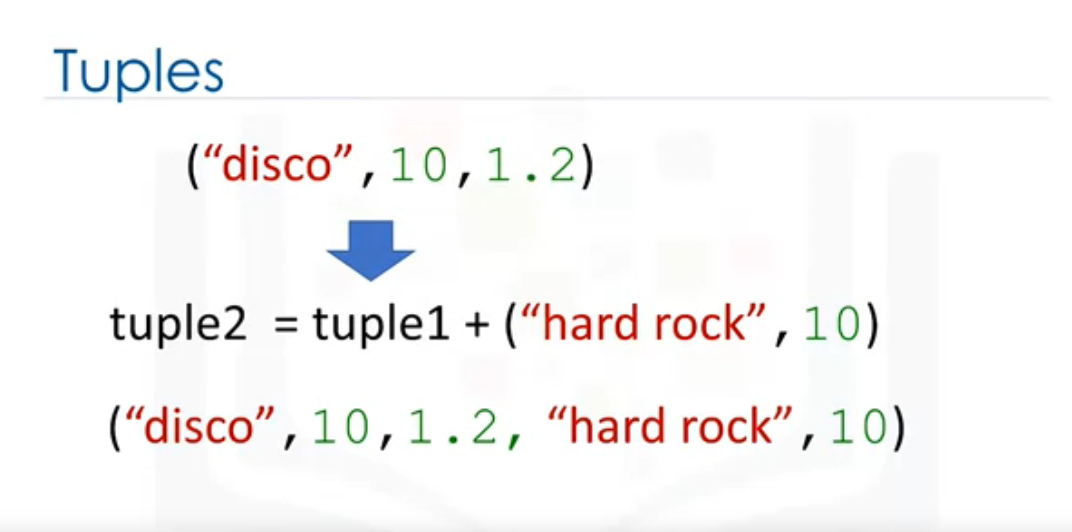 Tuples
(“disco”,10,1.2)
tuple2 = tuple1 + (“hard rock”,10)
(“disco”,10,1.2, “hard rock”,10)